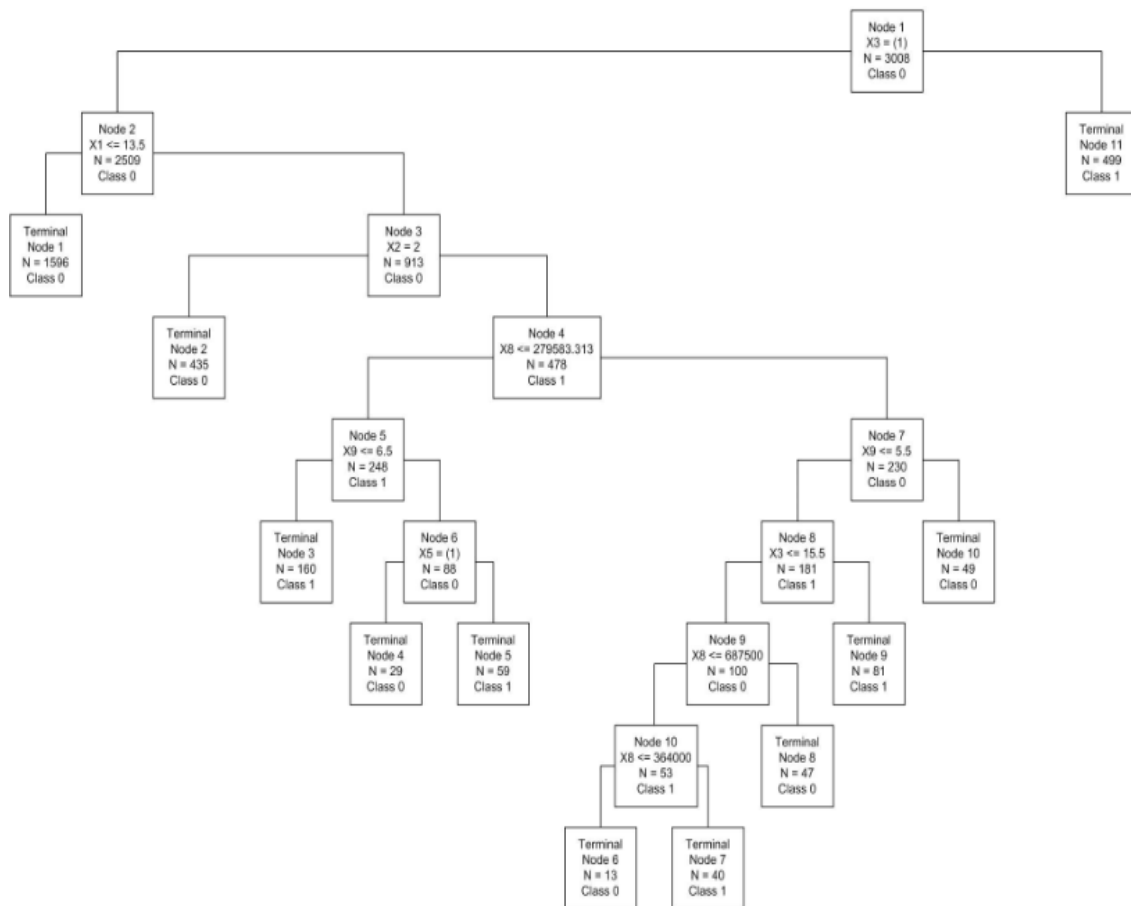 Node 1
X3 = (1)
N = 3008
Class 0
Node 2
X1 <= 13.5
N = 2509
Class 0
Terminal
Node 11
N = 499
Class 1
Terminal
Node 1
N = 1596
Class 0
Node 3
X2 = 2
N = 913
Class 0
Terminal
Node 2
N = 435
Class 0
Node 4
X8 <= 279583.313
N = 478
Class 1
Node 5
X9 <= 6.5
N = 248
Class 1
Node 7
X9 <= 5.5
N = 230
Class 0
Terminal
Node 3
N = 160
Class 1
Node 6
X5 = (1)
N = 88
Class 0
Node 8
X3 <= 15.5
N = 181
Class 1
Terminal
Node 10
N = 49
Class 0
Terminal
Node 4
N = 29
Class 0
Terminal
Node 5
N = 59
Class 1
Node 9
X8 <= 687500
N = 100
Class 0
Terminal
Node 9
N = 81
Class 1
Node 10
X8 <= 364000
N = 53
Class 1
Terminal
Node 8
N = 47
Class 0
Terminal
Node 6
N = 13
Class 0
Terminal
Node 7
N = 40
Class 1